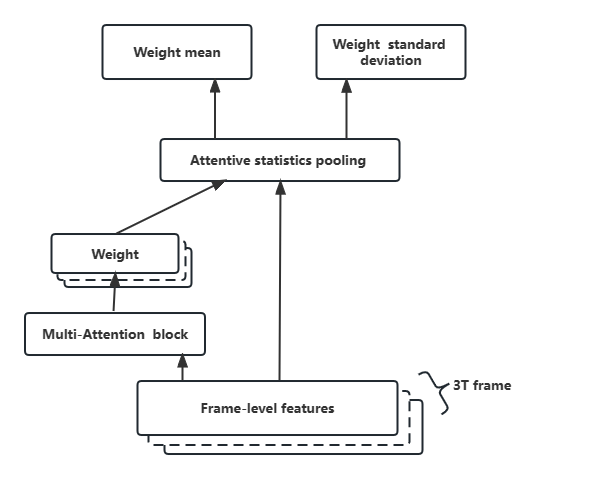 Weight mean
Weight standard
deviation
Attentive statistics pooling
Weight
Multi-Attention block
3T frame
Frame-level features